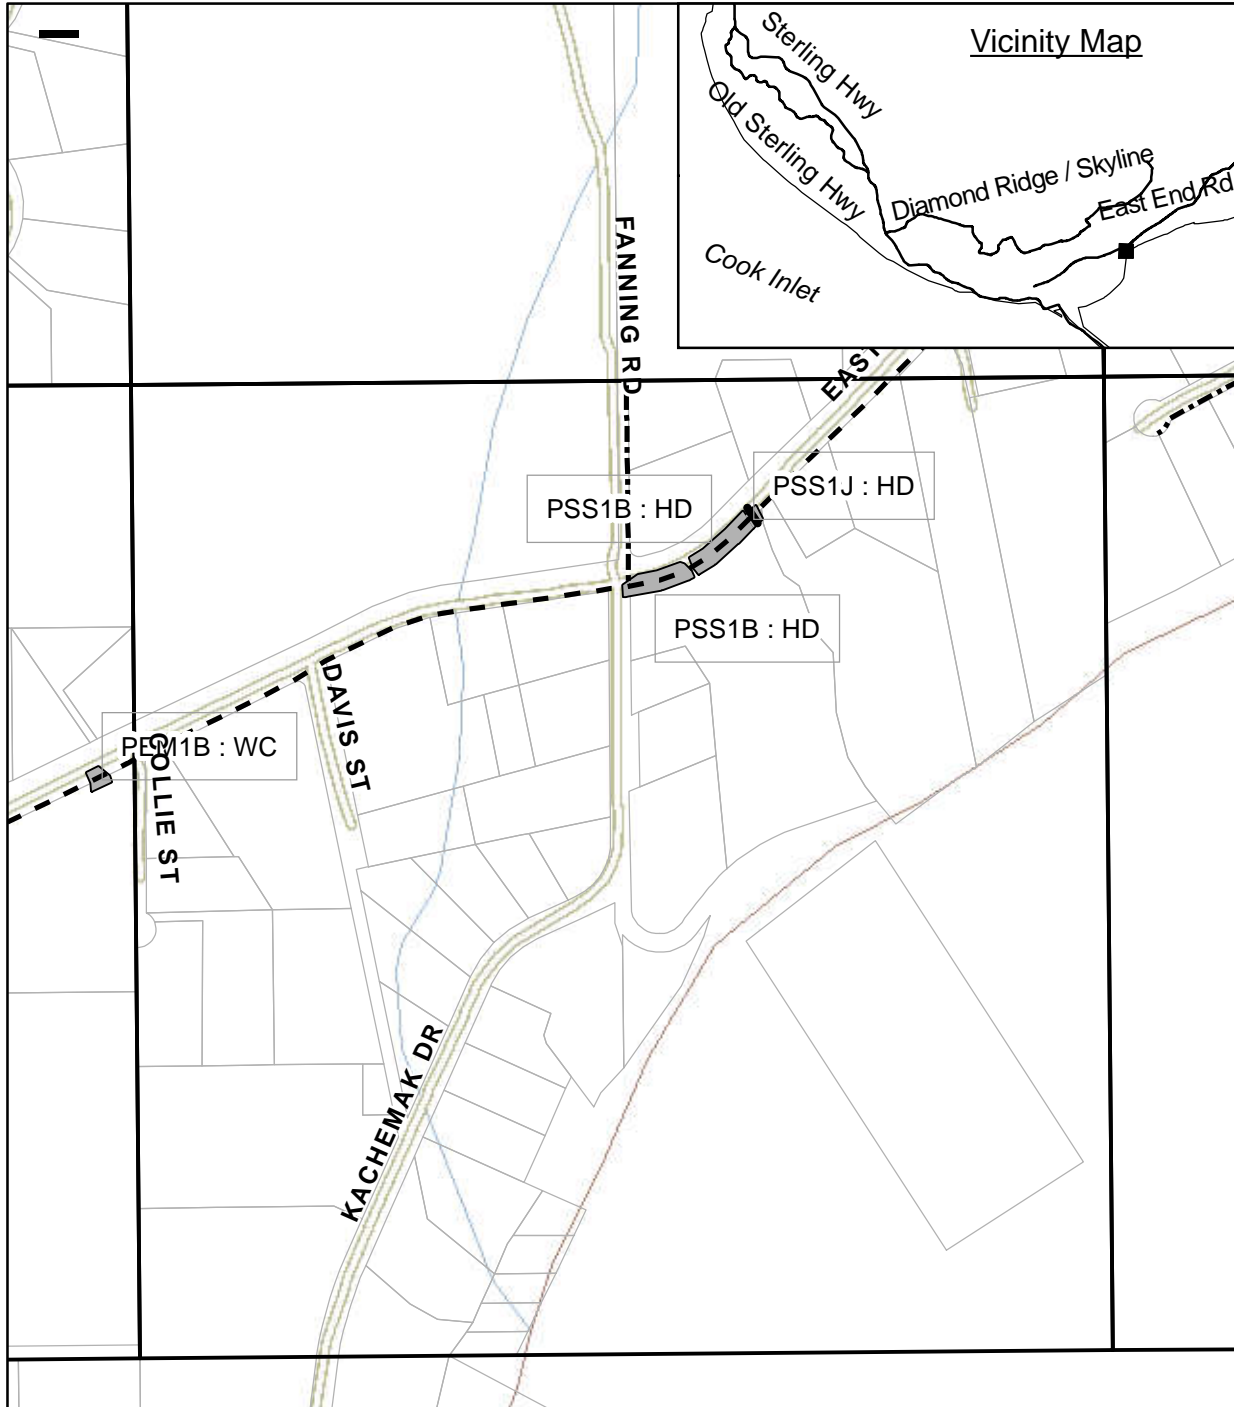 Vicinity Map
Sterling Hwy
Old Sterling Hwy
Diamond Ridge / Skyline
East End Rd
Cook Inlet
FANNING RD
EAST
PSS1J : HD
PSS1B : HD
PSS1B : HD
DAVIS ST
PEM1B : WC
COLLIE ST
KACHEMAK DR